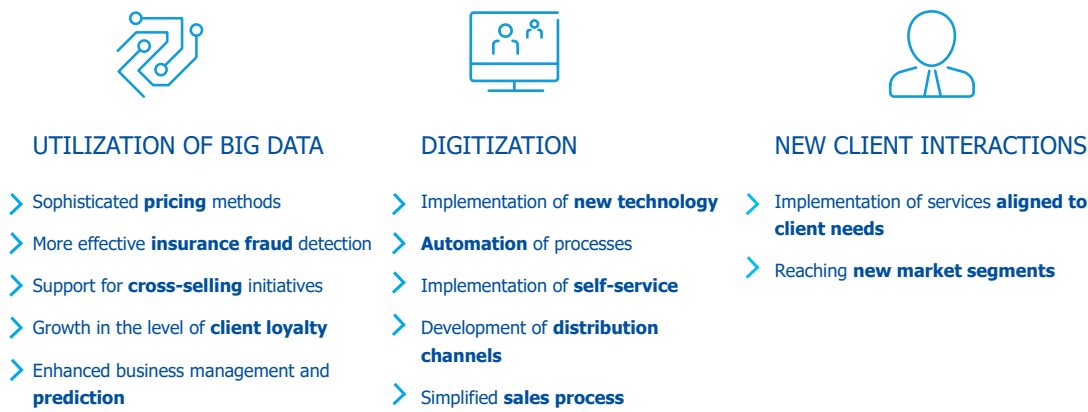 UTILIZATION OF BIG DATA
Sophisticated pricing methods
More effective insurance fraud detection
Support for cross-selling initiatives
Growth in the level of client loyalty
Enhanced business management and
prediction
DIGITIZATION
Implementation of new technology
Automation of processes
Implementation of self-service
Development of distribution
channels
Simplified sales process
NEW CLIENT INTERACTIONS
Implementation of services aligned to
client needs
Reaching new market segments